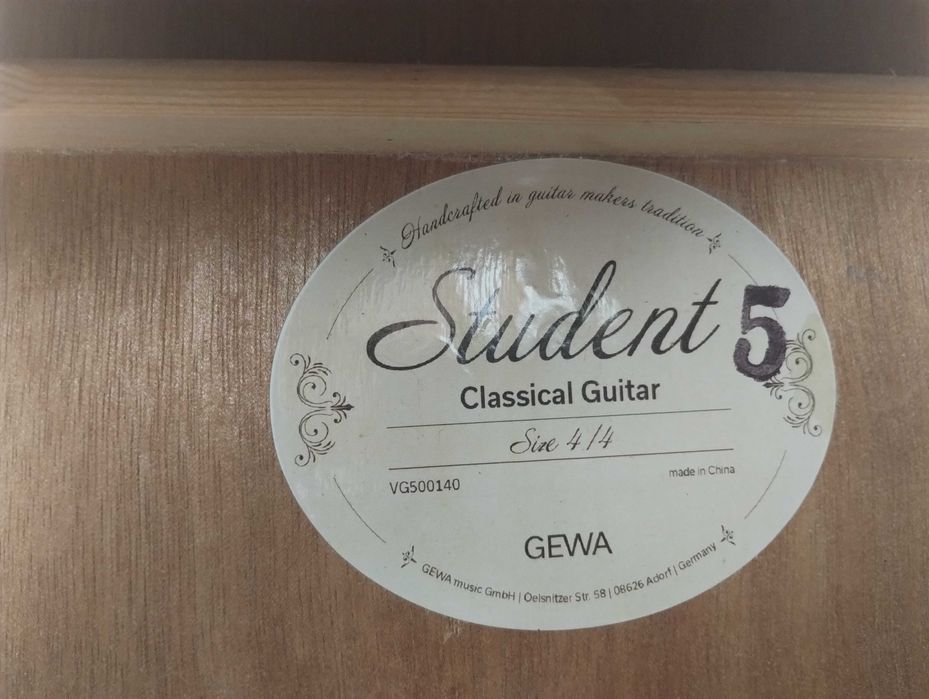 Handcrafted in guitar makers tradition
Student 5
Classical Guitar
Size 4/4
VG500140
made in China
GEWA
GEWA music GmbH | Oelsnitzer Str. 58 | 08626 Adorf | Germany